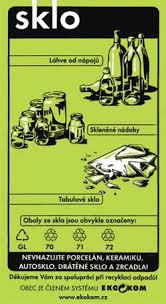 sklo
Láhve od nápojů
Skleněné nádoby
Tabulové sklo
Obaly ze skla jsou obvykle označeny:
GL 70 71 72
NEVHAZUJTE PORCELÁN, KERAMIKU,
AUTOSKLO, DRÁTĚNÉ SKLO A ZRCADLA!
Děkujeme Vám za spolupráci při recyklaci odpadů!
OBEC JE ČLENEM SYSTÉMU EKOKOM
www.ekokom.cz